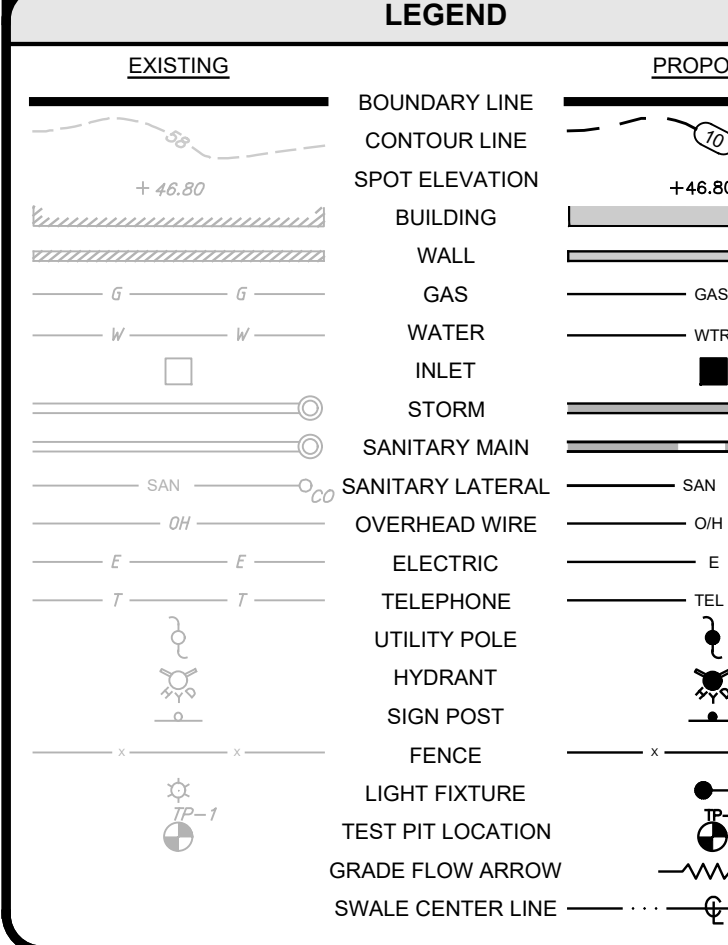 LEGEND
EXISTING PROPO
BOUNDARY LINE
58 CONTOUR LINE 10
+ 46.80 SPOT ELEVATION +46.80
BUILDING
WALL
G G GAS GAS
W W WATER WTR
INLET
STORM
SANITARY MAIN
SAN CO SANITARY LATERAL SAN
OH OVERHEAD WIRE O/H
E E ELECTRIC E
T T TELEPHONE TEL
UTILITY POLE
HYD HYDRANT HYD
SIGN POST
x x FENCE x
LIGHT FIXTURE
TP-1 TEST PIT LOCATION TP-
GRADE FLOW ARROW
SWALE CENTER LINE ℄